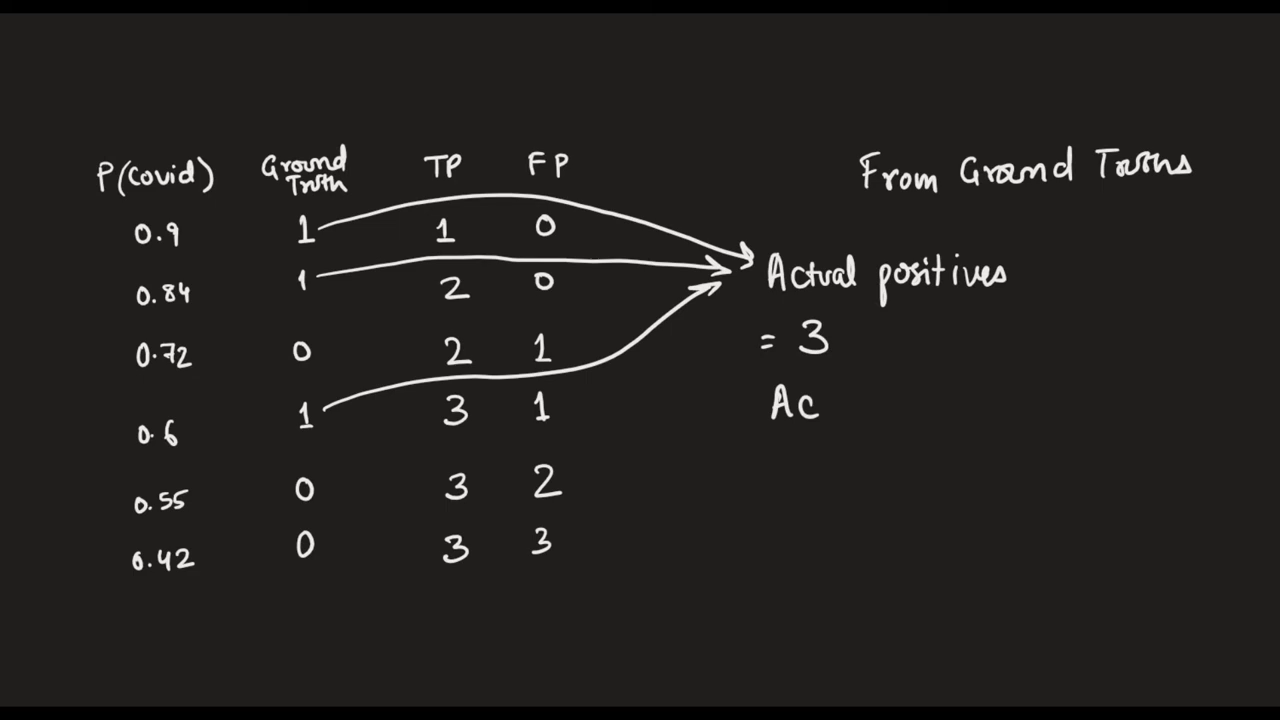 P(Covid) Ground Truth TP FP
0.9 1 1 0
0.84 1 2 0
0.72 0 2 1
0.6 1 3 1
0.55 0 3 2
0.42 0 3 3
From Ground Truths
Actual positives
= 3
Ac